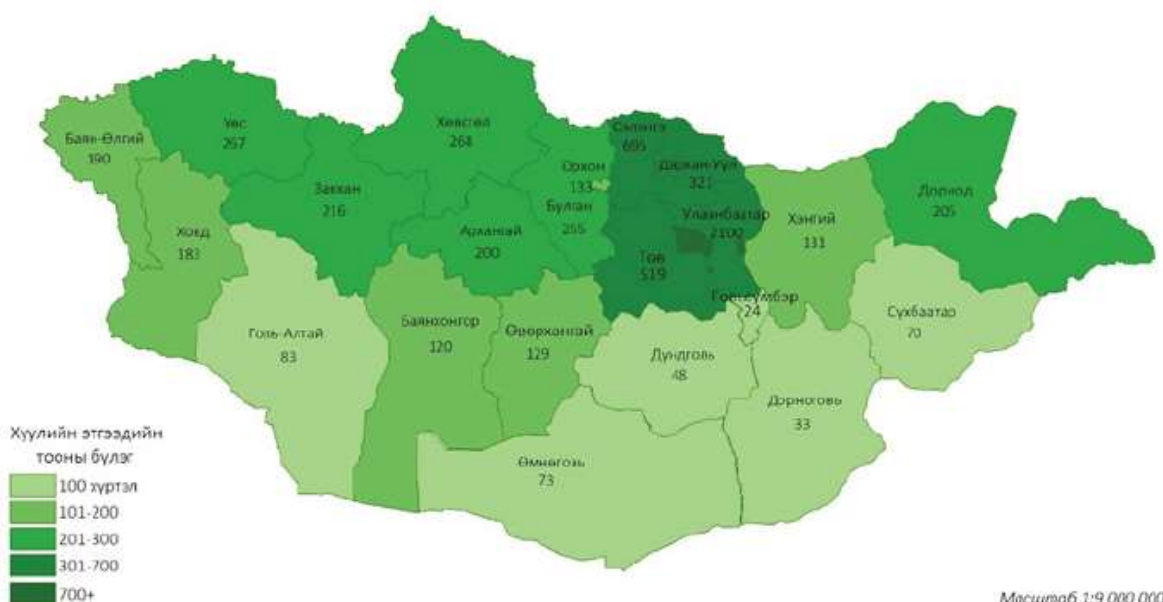 Баян-Өлгий
190
Увс
267
Хөвсгөл
264
Сэлэнгэ
695
Орхон
133
Дархан-Уул
321
Завхан
216
Ховд
183
Архангай
200
Булган
255
Улаанбаатар
2100
Төв
519
Хэнтий
131
Дорнод
205
Говьсүмбэр
24
Сүхбаатар
70
Говь-Алтай
83
Баянхонгор
120
Өвөрхангай
129
Дундговь
48
Дорноговь
33
Өмнөговь
73
Хуулийн этгээдийн
тооны бүлэг
100 хүртэл
101-200
201-300
301-700
700+
Масштаб 1:9 000 000